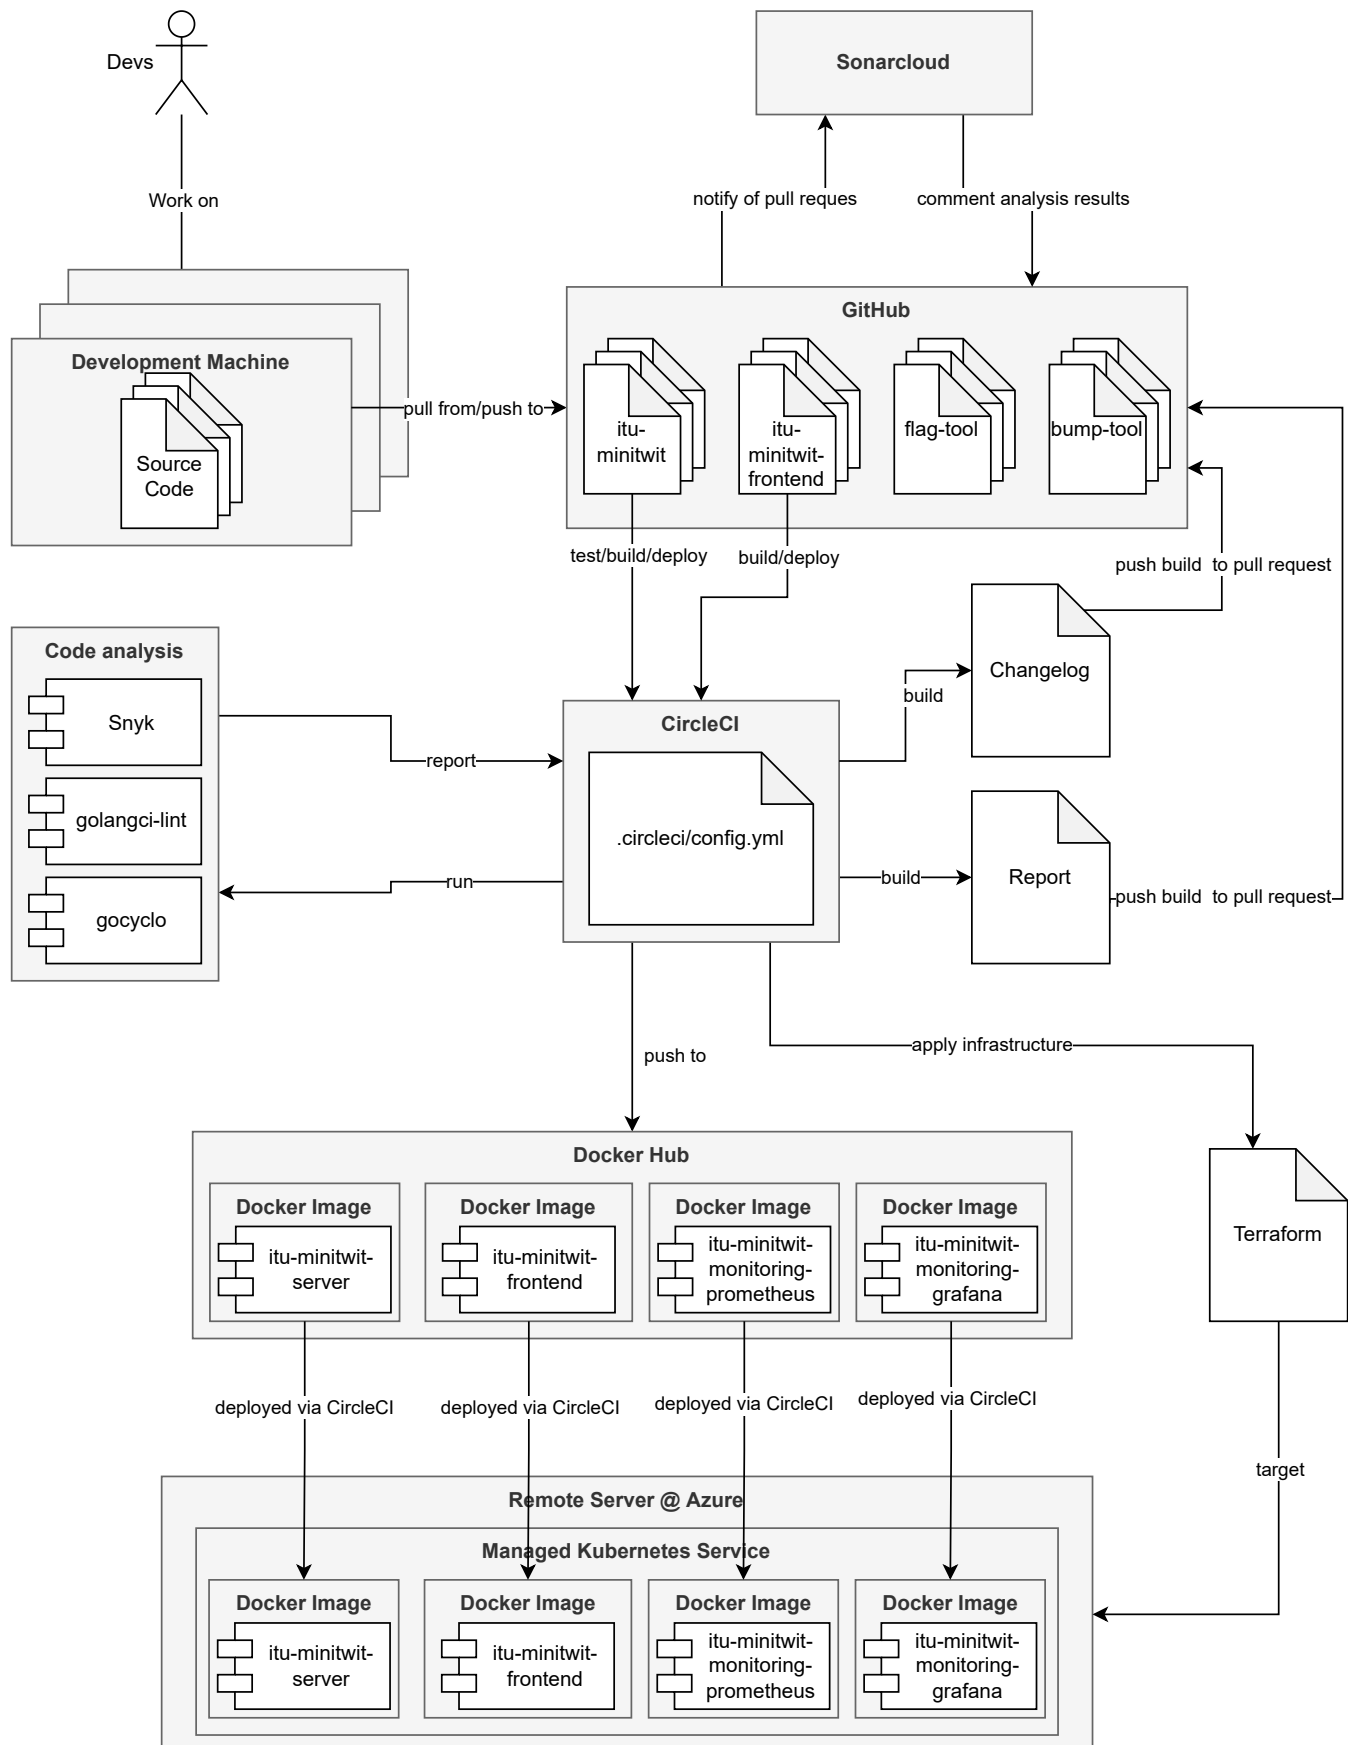 Devs
Sonarcloud
Work on
notify of pull reques
comment analysis results
GitHub
Development Machine
pull from/push to
itu-
minitwit
itu-
minitwit-
frontend
flag-tool
bump-tool
Source
Code
test/build/deploy
build/deploy
push build  to pull request
Code analysis
Snyk
golangci-lint
gocyclo
report
run
CircleCI
.circleci/config.yml
build
Changelog
build
Report
push build  to pull request
push to
apply infrastructure
Docker Hub
Docker Image
itu-minitwit-
server
Docker Image
itu-minitwit-
frontend
Docker Image
itu-minitwit-
monitoring-
prometheus
Docker Image
itu-minitwit-
monitoring-
grafana
Terraform
deployed via CircleCI
deployed via CircleCI
deployed via CircleCI
deployed via CircleCI
target
Remote Server @ Azure
Managed Kubernetes Service
Docker Image
itu-minitwit-
server
Docker Image
itu-minitwit-
frontend
Docker Image
itu-minitwit-
monitoring-
prometheus
Docker Image
itu-minitwit-
monitoring-
grafana